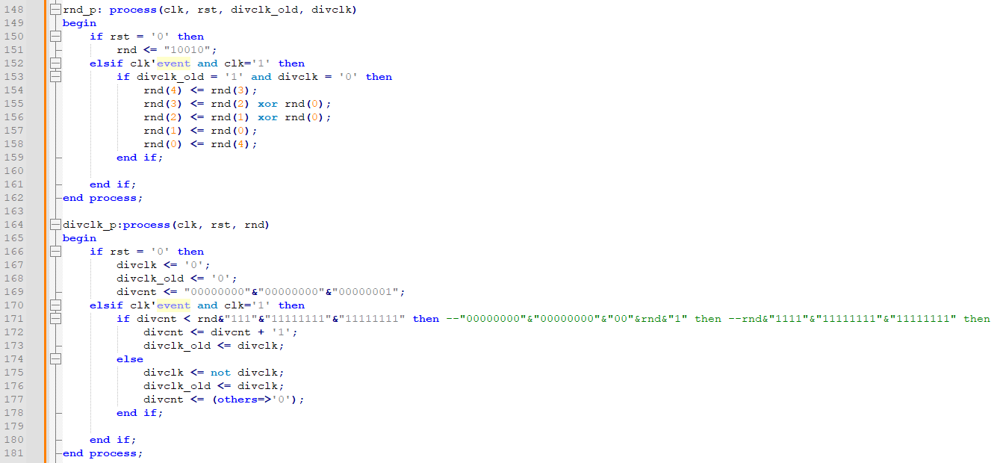 148 rnd_p: process(clk, rst, divclk_old, divclk)
149 begin
150     if rst = '0' then
151         rnd <= "10010";
152     elsif clk'event and clk='1' then
153         if divclk_old = '1' and divclk = '0' then
154             rnd(4) <= rnd(3);
155             rnd(3) <= rnd(2) xor rnd(0);
156             rnd(2) <= rnd(1) xor rnd(0);
157             rnd(1) <= rnd(0);
158             rnd(0) <= rnd(4);
159         end if;
160
161     end if;
162 end process;
163
164 divclk_p:process(clk, rst, rnd)
165 begin
166     if rst = '0' then
167         divclk <= '0';
168         divclk_old <= '0';
169         divcnt <= "00000000"&"00000000"&"00000001";
170     elsif clk'event and clk='1' then
171         if divcnt < rnd&"111"&"11111111"&"11111111" then --"00000000"&"00000000"&"00"&rnd&"1" then --rnd&"1111"&"11111111"&"11111111" then
172             divcnt <= divcnt + '1';
173             divclk_old <= divclk;
174         else
175             divclk <= not divclk;
176             divclk_old <= divclk;
177             divcnt <= (others=>'0');
178         end if;
179
180     end if;
181 end process;